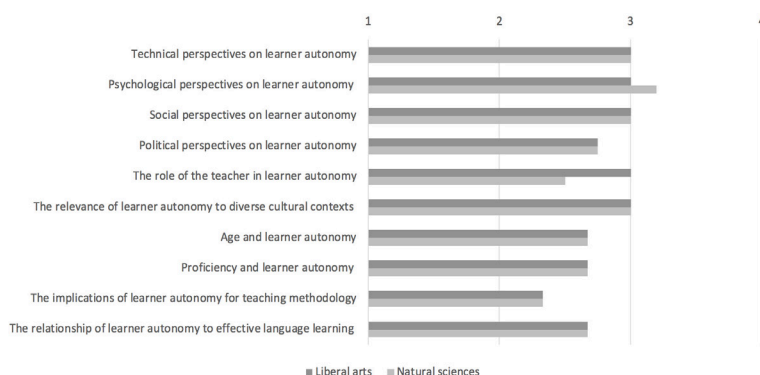 1 2 3 4
Technical perspectives on learner autonomy
Psychological perspectives on learner autonomy
Social perspectives on learner autonomy
Political perspectives on learner autonomy
The role of the teacher in learner autonomy
The relevance of learner autonomy to diverse cultural contexts
Age and learner autonomy
Proficiency and learner autonomy
The implications of learner autonomy for teaching methodology
The relationship of learner autonomy to effective language learning
Liberal arts Natural sciences